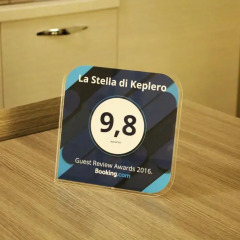 La Stella di Keplero
9,8
Guest Review Awards 2016.
Booking.com